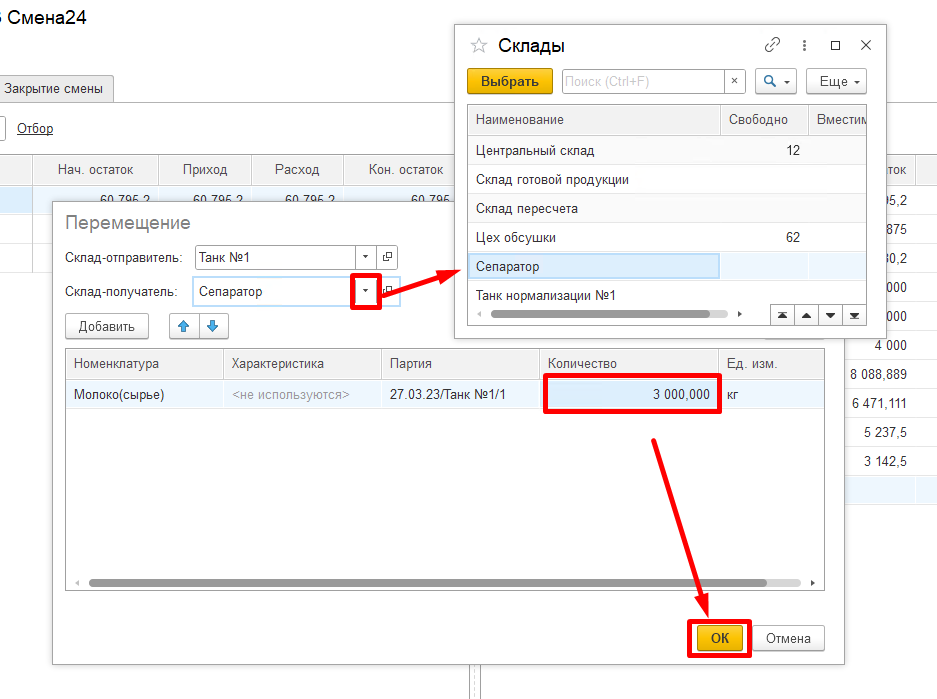 Смена24
Закрытие смены
Отбор
Нач. остаток Приход Расход Кон. остаток
60 795,2 60 795,2 60 795,2 60 795
Склады
Выбрать Поиск (Ctrl+F) × Еще
Наименование Свободно Вместим
Центральный склад 12
Склад готовой продукции
Склад пересчета
Цех обсушки 62
Сепаратор
Танк нормализации №1
Перемещение
Склад-отправитель: Танк №1
Склад-получатель: Сепаратор
Добавить
Номенклатура Характеристика Партия Количество Ед. изм.
Молоко(сырье) <не используются> 27.03.23/Танк №1/1 3 000,000 кг
ОК Отмена
ток
95,2
875
30,2
000
000
4 000
8 088,889
6 471,111
5 237,5
3 142,5